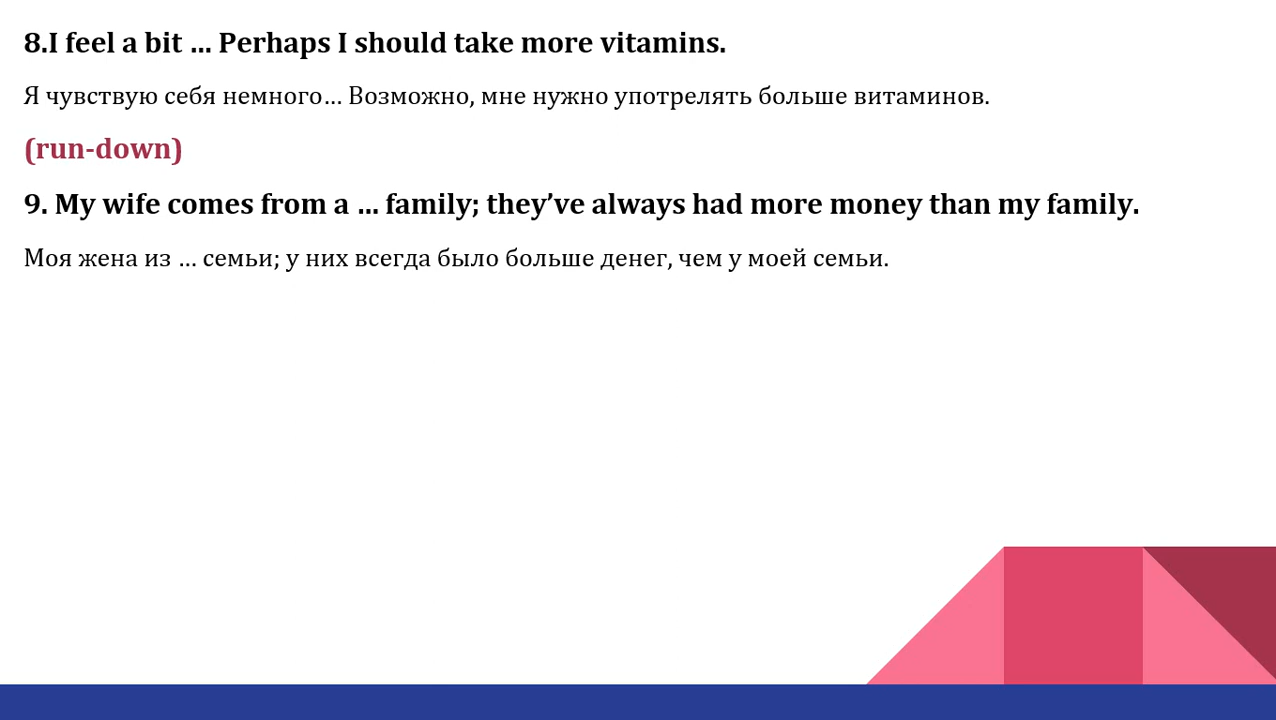 8.I feel a bit … Perhaps I should take more vitamins.
Я чувствую себя немного… Возможно, мне нужно употрелять больше витаминов.
(run-down)
9. My wife comes from a … family; they’ve always had more money than my family.
Моя жена из … семьи; у них всегда было больше денег, чем у моей семьи.